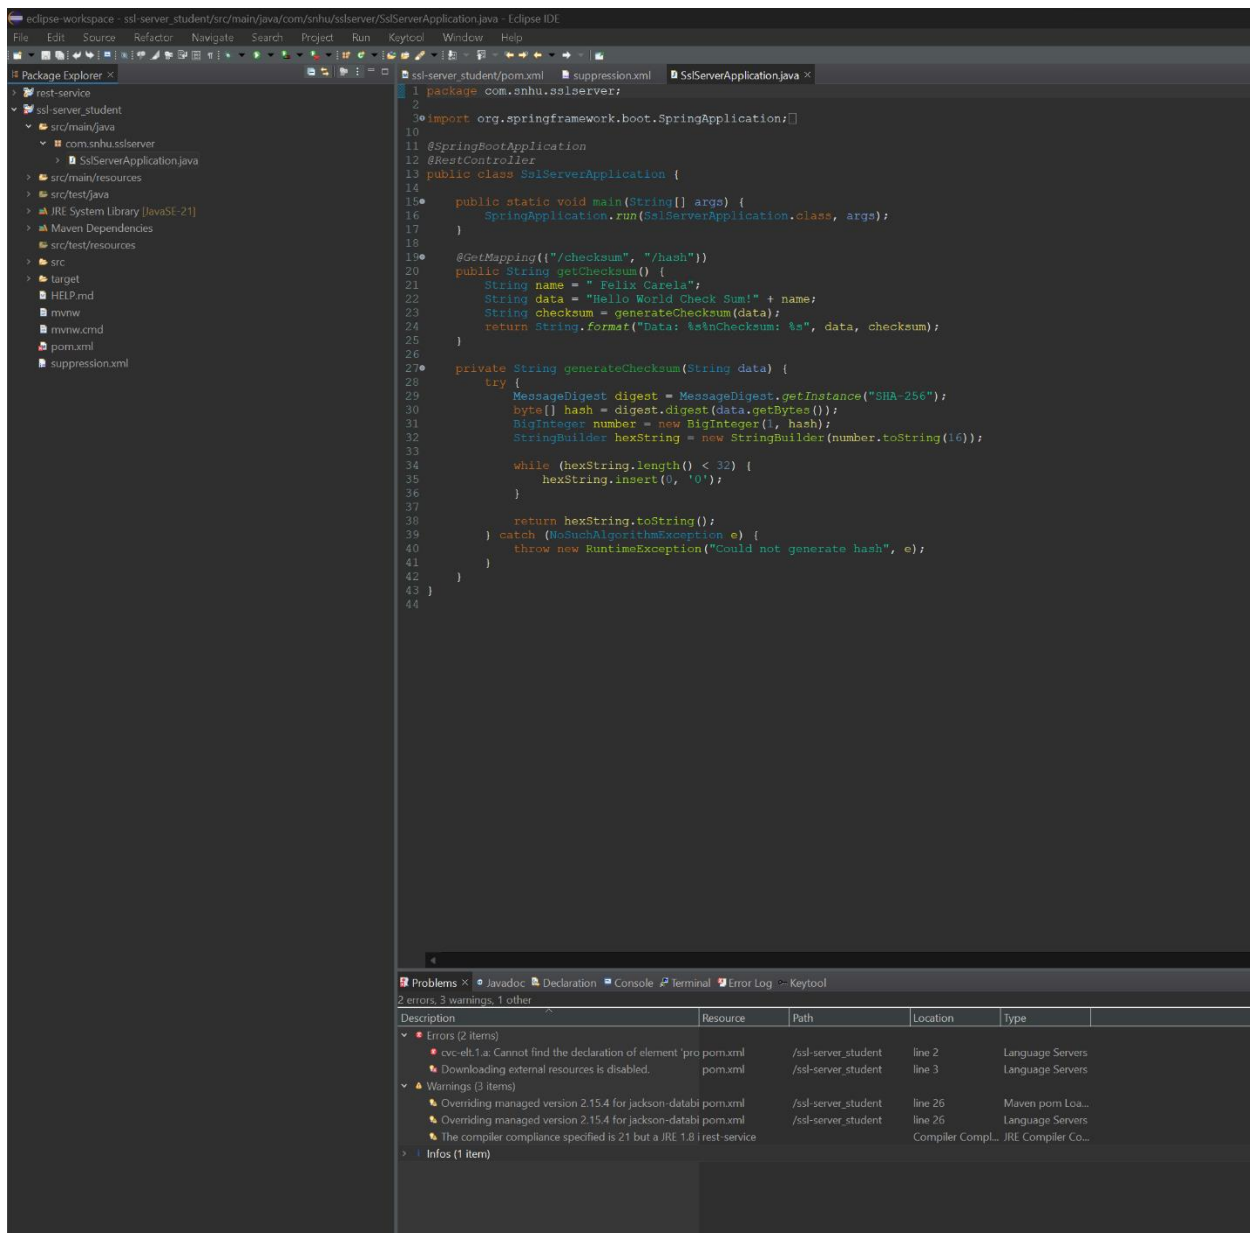 eclipse-workspace - ssl-server_student/src/main/java/com/snhu/sslserver/SslServerApplication.java - Eclipse IDE
File Edit Source Refactor Navigate Search Project Run Keytool Window Help
Package Explorer ×
rest-service
ssl-server_student
src/main/java
com.snhu.sslserver
SslServerApplication.java
src/main/resources
src/test/java
JRE System Library [JavaSE-21]
Maven Dependencies
src/test/resources
src
target
HELP.md
mvnw
mvnw.cmd
pom.xml
suppression.xml
ssl-server_student/pom.xml suppression.xml SslServerApplication.java ×
1 package com.snhu.sslserver;
2
3 import org.springframework.boot.SpringApplication;
10
11 @SpringBootApplication
12 @RestController
13 public class SslServerApplication {
14
15 public static void main(String[] args) {
16 SpringApplication.run(SslServerApplication.class, args);
17 }
18
19 @GetMapping({"/checksum", "/hash"})
20 public String getChecksum() {
21 String name = " Felix Carela";
22 String data = "Hello World Check Sum!" + name;
23 String checksum = generateChecksum(data);
24 return String.format("Data: %s%nChecksum: %s", data, checksum);
25 }
26
27 private String generateChecksum(String data) {
28 try {
29 MessageDigest digest = MessageDigest.getInstance("SHA-256");
30 byte[] hash = digest.digest(data.getBytes());
31 BigInteger number = new BigInteger(1, hash);
32 StringBuilder hexString = new StringBuilder(number.toString(16));
33
34 while (hexString.length() < 32) {
35 hexString.insert(0, '0');
36 }
37
38 return hexString.toString();
39 } catch (NoSuchAlgorithmException e) {
40 throw new RuntimeException("Could not generate hash", e);
41 }
42 }
43 }
44
Problems × Javadoc Declaration Console Terminal Error Log Keytool
2 errors, 3 warnings, 1 other
Description Resource Path Location Type
Errors (2 items)
cvc-elt.1.a: Cannot find the declaration of element 'pro pom.xml /ssl-server_student line 2 Language Servers
Downloading external resources is disabled. pom.xml /ssl-server_student line 3 Language Servers
Warnings (3 items)
Overriding managed version 2.15.4 for jackson-databi pom.xml /ssl-server_student line 26 Maven pom Loa...
Overriding managed version 2.15.4 for jackson-databi pom.xml /ssl-server_student line 26 Language Servers
The compiler compliance specified is 21 but a JRE 1.8 i rest-service Compiler Compl... JRE Compiler Co...
Infos (1 item)